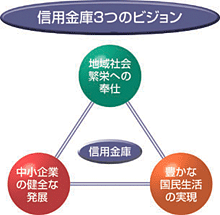 信用金庫3つのビジョン
地域社会
繁栄への
奉仕
信用金庫
中小企業
の健全な
発展
豊かな
国民生活
の実現